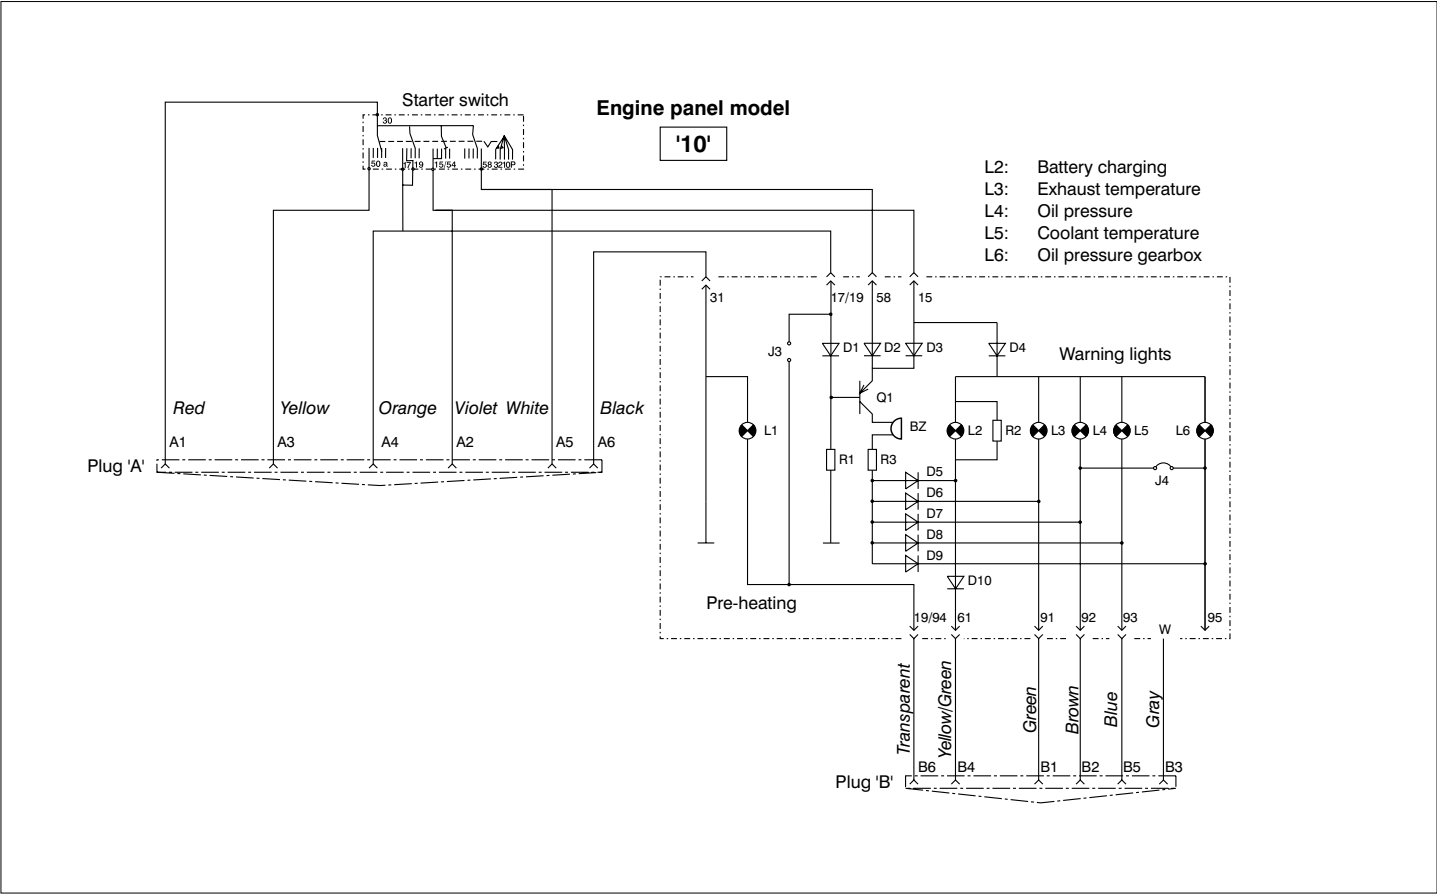 Starter switch
Engine panel model
'10'
30
50 a
17
19
15/54
58
3210P
L2: Battery charging
L3: Exhaust temperature
L4: Oil pressure
L5: Coolant temperature
L6: Oil pressure gearbox
31
17/19
58
15
J3
D1
D2
D3
D4
Warning lights
Q1
Red
Yellow
Orange
Violet
White
Black
A1
A3
A4
A2
A5
A6
Plug 'A'
L1
BZ
L2
R2
L3
L4
L5
L6
R1
R3
J4
D5
D6
D7
D8
D9
D10
Pre-heating
19/94
61
91
92
93
W
95
Transparent
Yellow/Green
Green
Brown
Blue
Gray
B6
B4
B1
B2
B5
B3
Plug 'B'